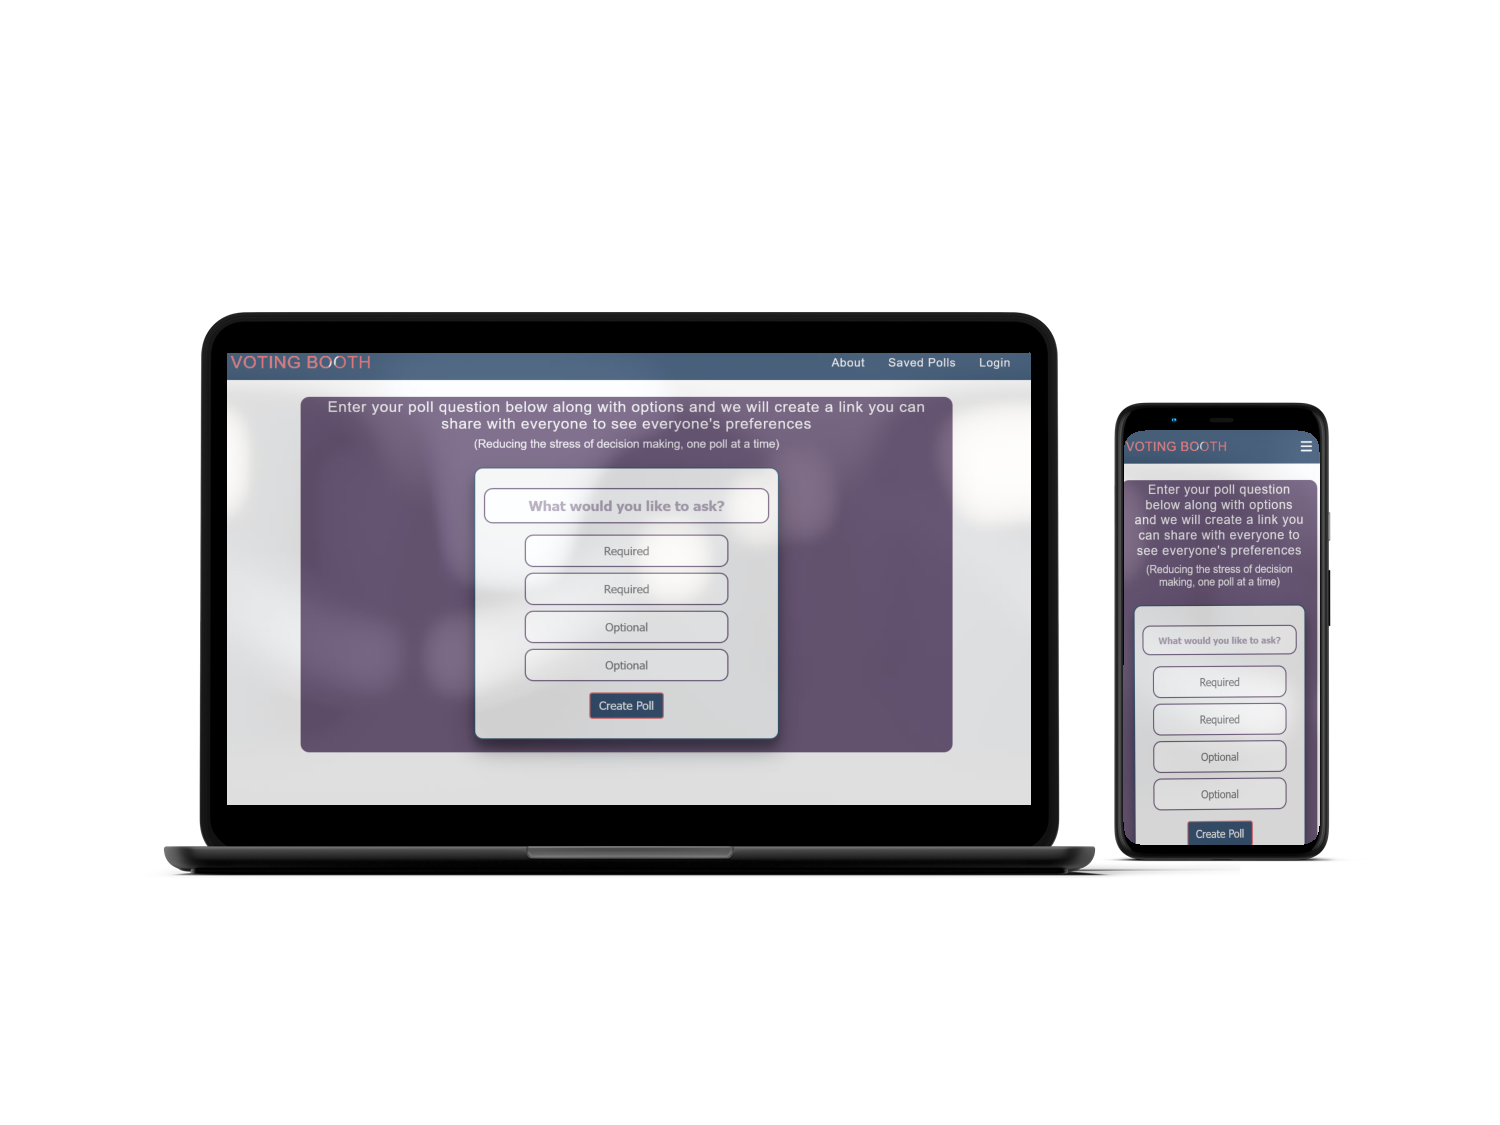 VOTING BOOTH
About Saved Polls Login
Enter your poll question below along with options and we will create a link you can
share with everyone to see everyone's preferences
(Reducing the stress of decision making, one poll at a time)
What would you like to ask?
Required
Required
Optional
Optional
Create Poll
VOTING BOOTH
Enter your poll question
below along with options
and we will create a link you
can share with everyone to
see everyone's preferences
(Reducing the stress of decision
making, one poll at a time)
What would you like to ask?
Required
Required
Optional
Optional
Create Poll